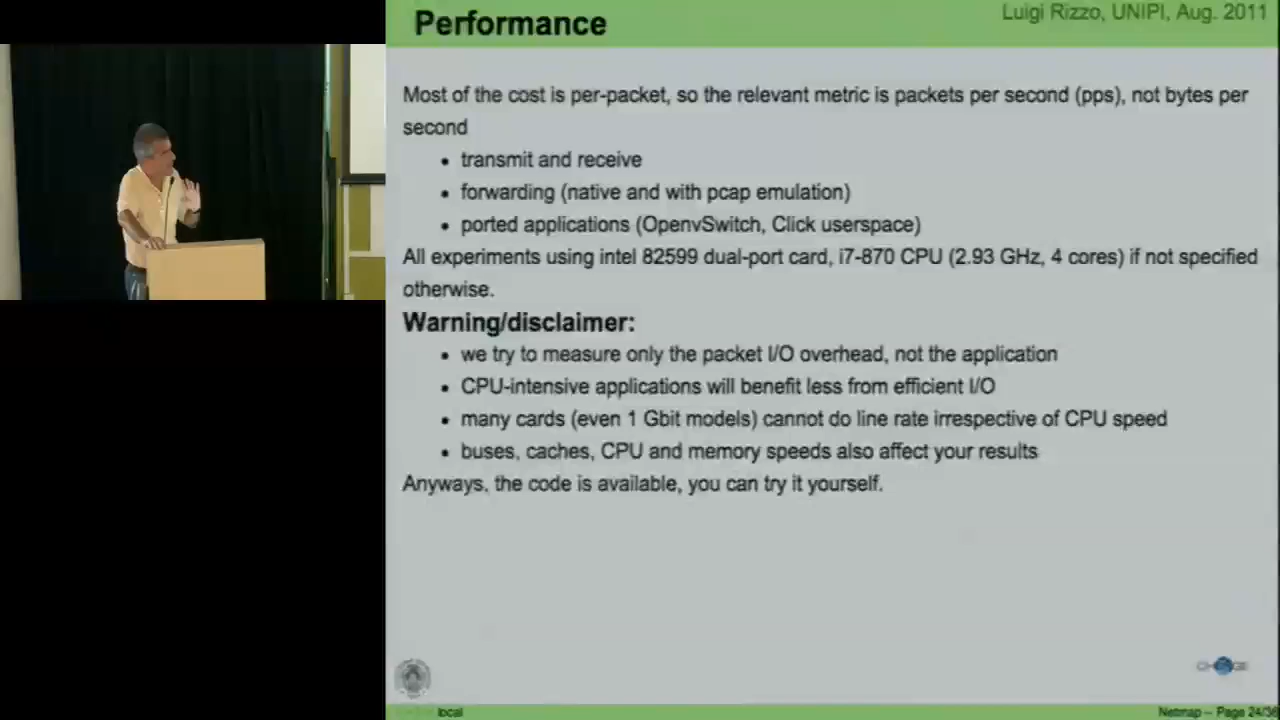 Performance
Luigi Rizzo, UNIPI, Aug. 2011
Most of the cost is per-packet, so the relevant metric is packets per second (pps), not bytes per
second
• transmit and receive
• forwarding (native and with pcap emulation)
• ported applications (OpenvSwitch, Click userspace)
All experiments using intel 82599 dual-port card, i7-870 CPU (2.93 GHz, 4 cores) if not specified
otherwise.
Warning/disclaimer:
• we try to measure only the packet I/O overhead, not the application
• CPU-intensive applications will benefit less from efficient I/O
• many cards (even 1 Gbit models) cannot do line rate irrespective of CPU speed
• buses, caches, CPU and memory speeds also affect your results
Anyways, the code is available, you can try it yourself.
local
Netmap -- Page 24/